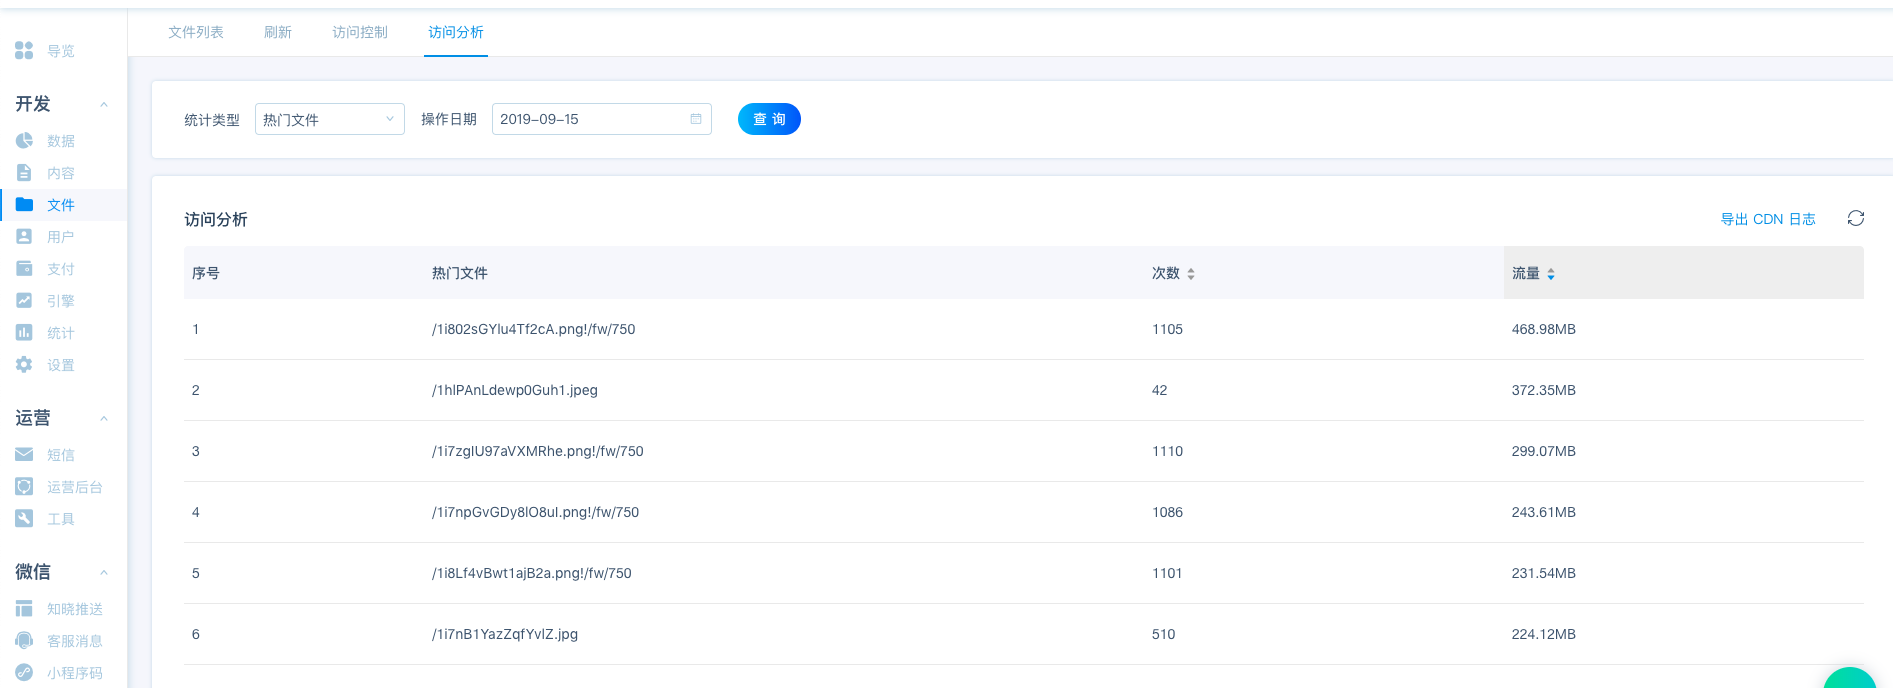 文件列表 刷新 访问控制 访问分析
导览
开发
数据
内容
文件
用户
支付
引擎
统计
设置
运营
短信
运营后台
工具
微信
知晓推送
客服消息
小程序码
统计类型 热门文件 操作日期 2019-09-15 查 询
访问分析 导出 CDN 日志
序号 热门文件 次数 流量
1 /1i802sGYlu4Tf2cA.png!/fw/750 1105 468.98MB
2 /1hlPAnLdewp0Guh1.jpeg 42 372.35MB
3 /1i7zglU97aVXMRhe.png!/fw/750 1110 299.07MB
4 /1i7npGvGDy8lO8ul.png!/fw/750 1086 243.61MB
5 /1i8Lf4vBwt1ajB2a.png!/fw/750 1101 231.54MB
6 /1i7nB1YazZqfYvlZ.jpg 510 224.12MB